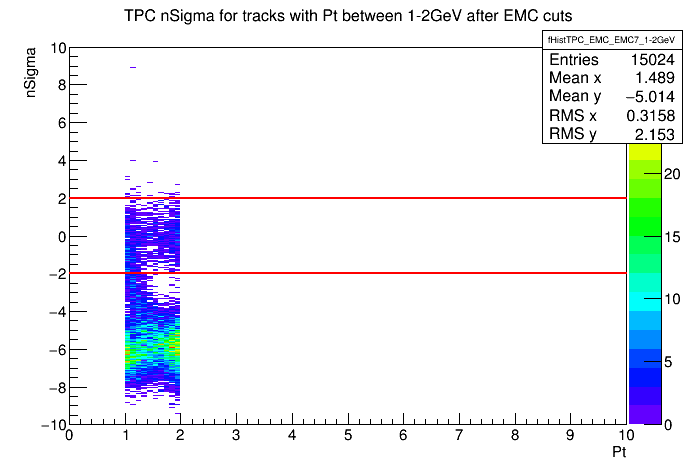 TPC nSigma for tracks with Pt between 1-2GeV after EMC cuts
fHistTPC_EMC_EMC7_1-2GeV
Entries 15024
Mean x 1.489
Mean y −5.014
RMS x 0.3158
RMS y 2.153
nSigma
10
8
6
4
2
0
−2
−4
−6
−8
−10
0 1 2 3 4 5 6 7 8 9 10
Pt
20
15
10
5
0